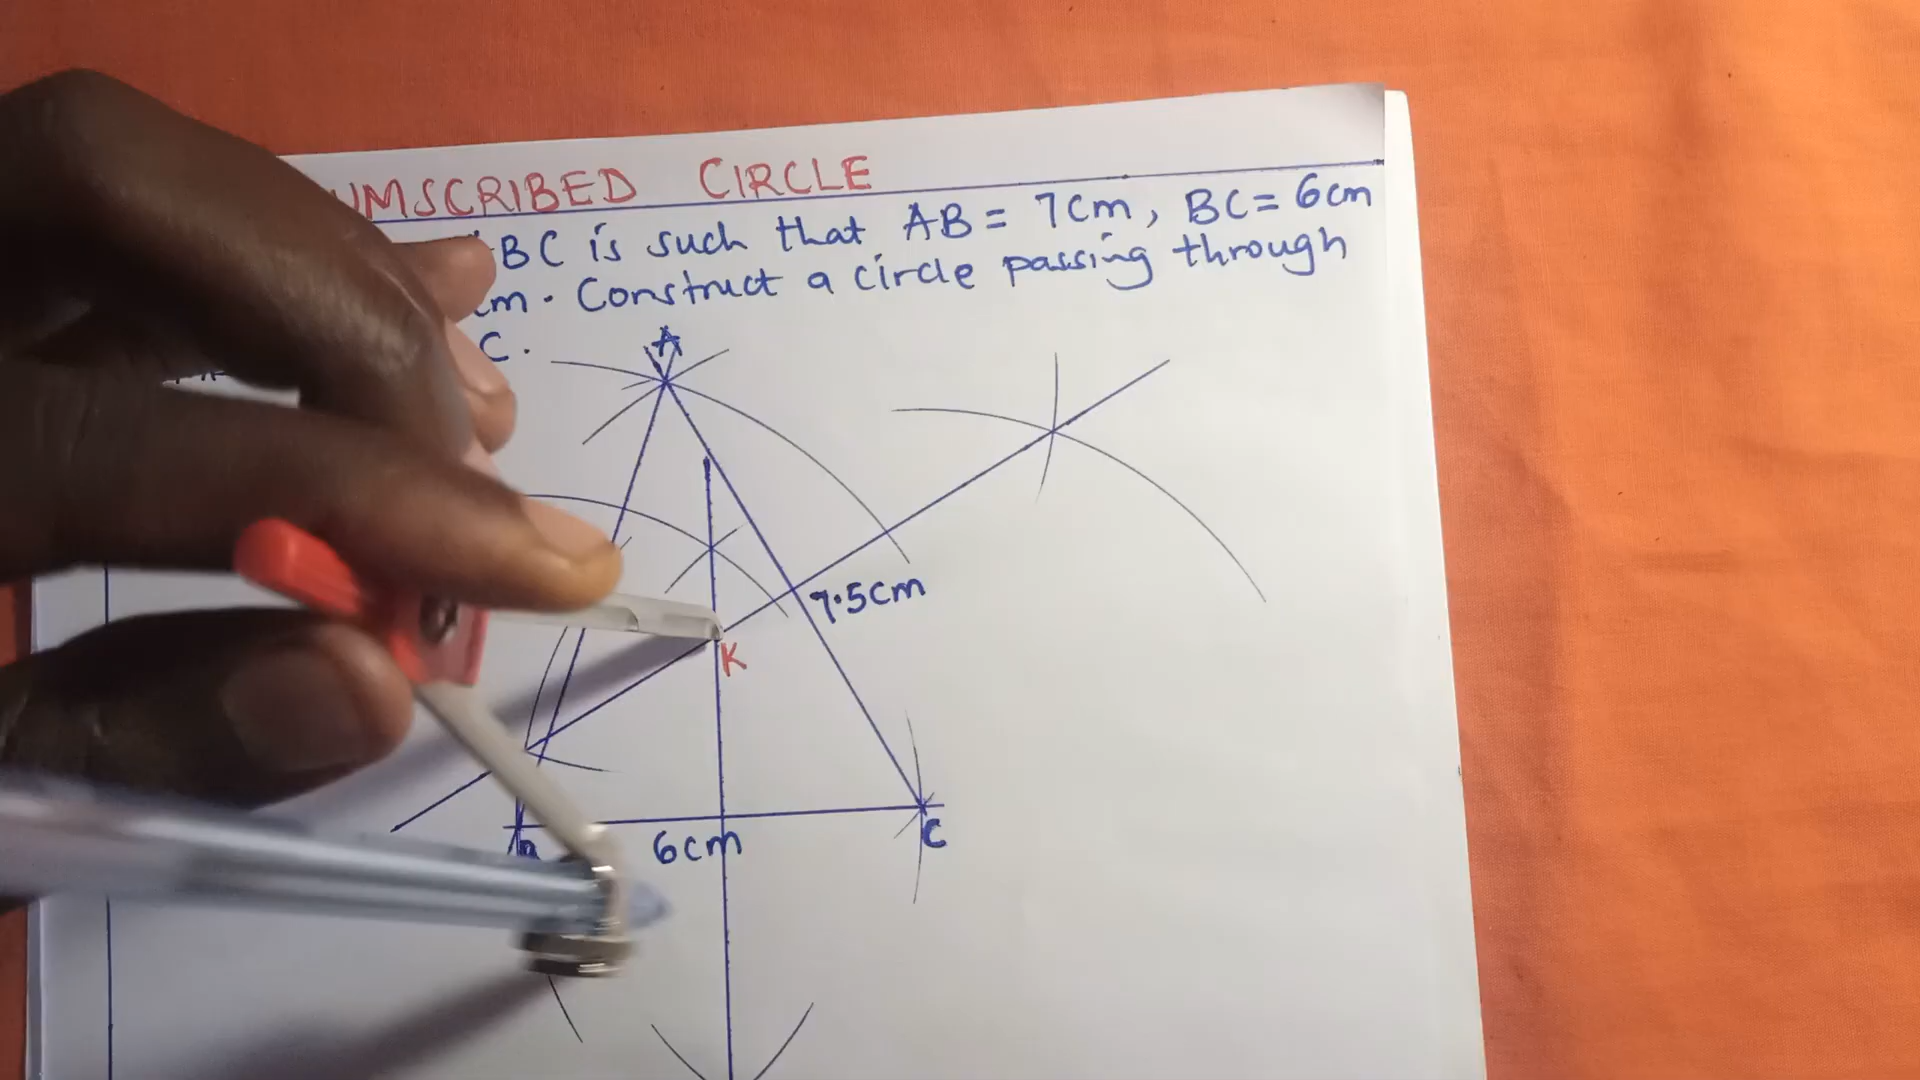 UMSCRIBED CIRCLE
BC is such that AB = 7cm, BC = 6cm
cm. Construct a circle passing through
C.
A
7.5cm
K
6cm
B
C